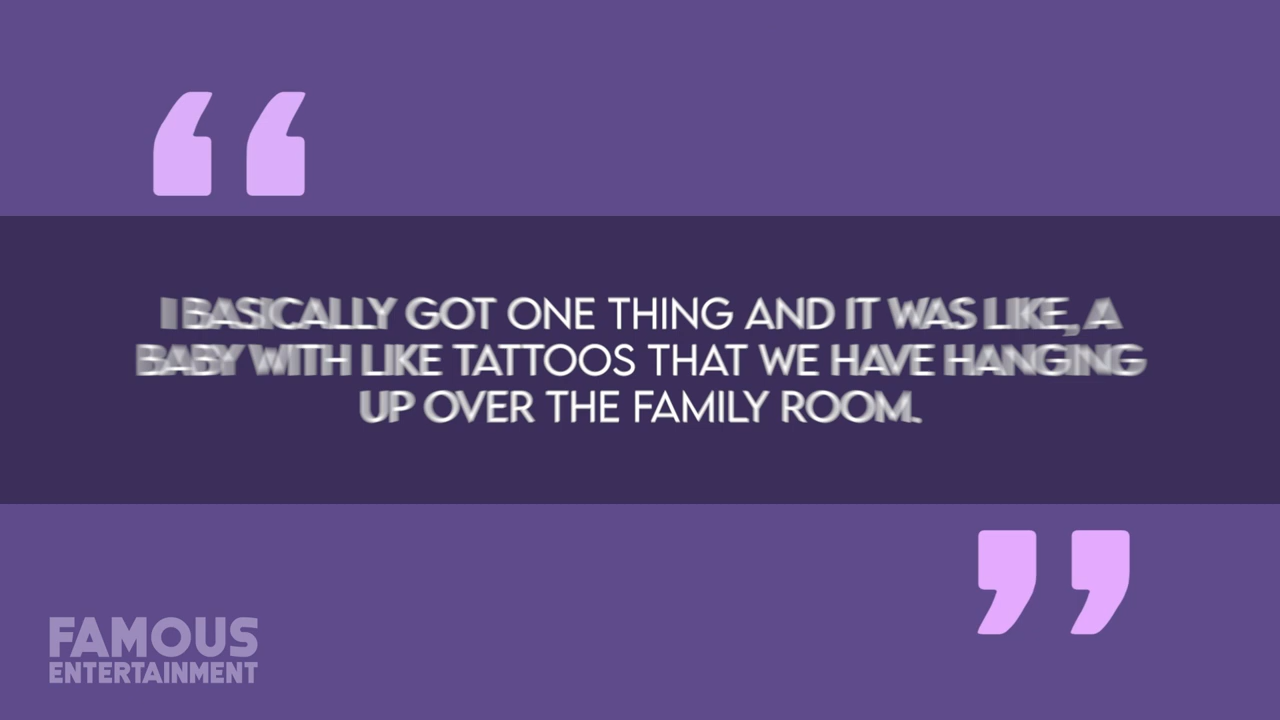 I BASICALLY GOT ONE THING AND IT WAS LIKE, A
BABY WITH LIKE TATTOOS THAT WE HAVE HANGING
UP OVER THE FAMILY ROOM.
FAMOUS
ENTERTAINMENT